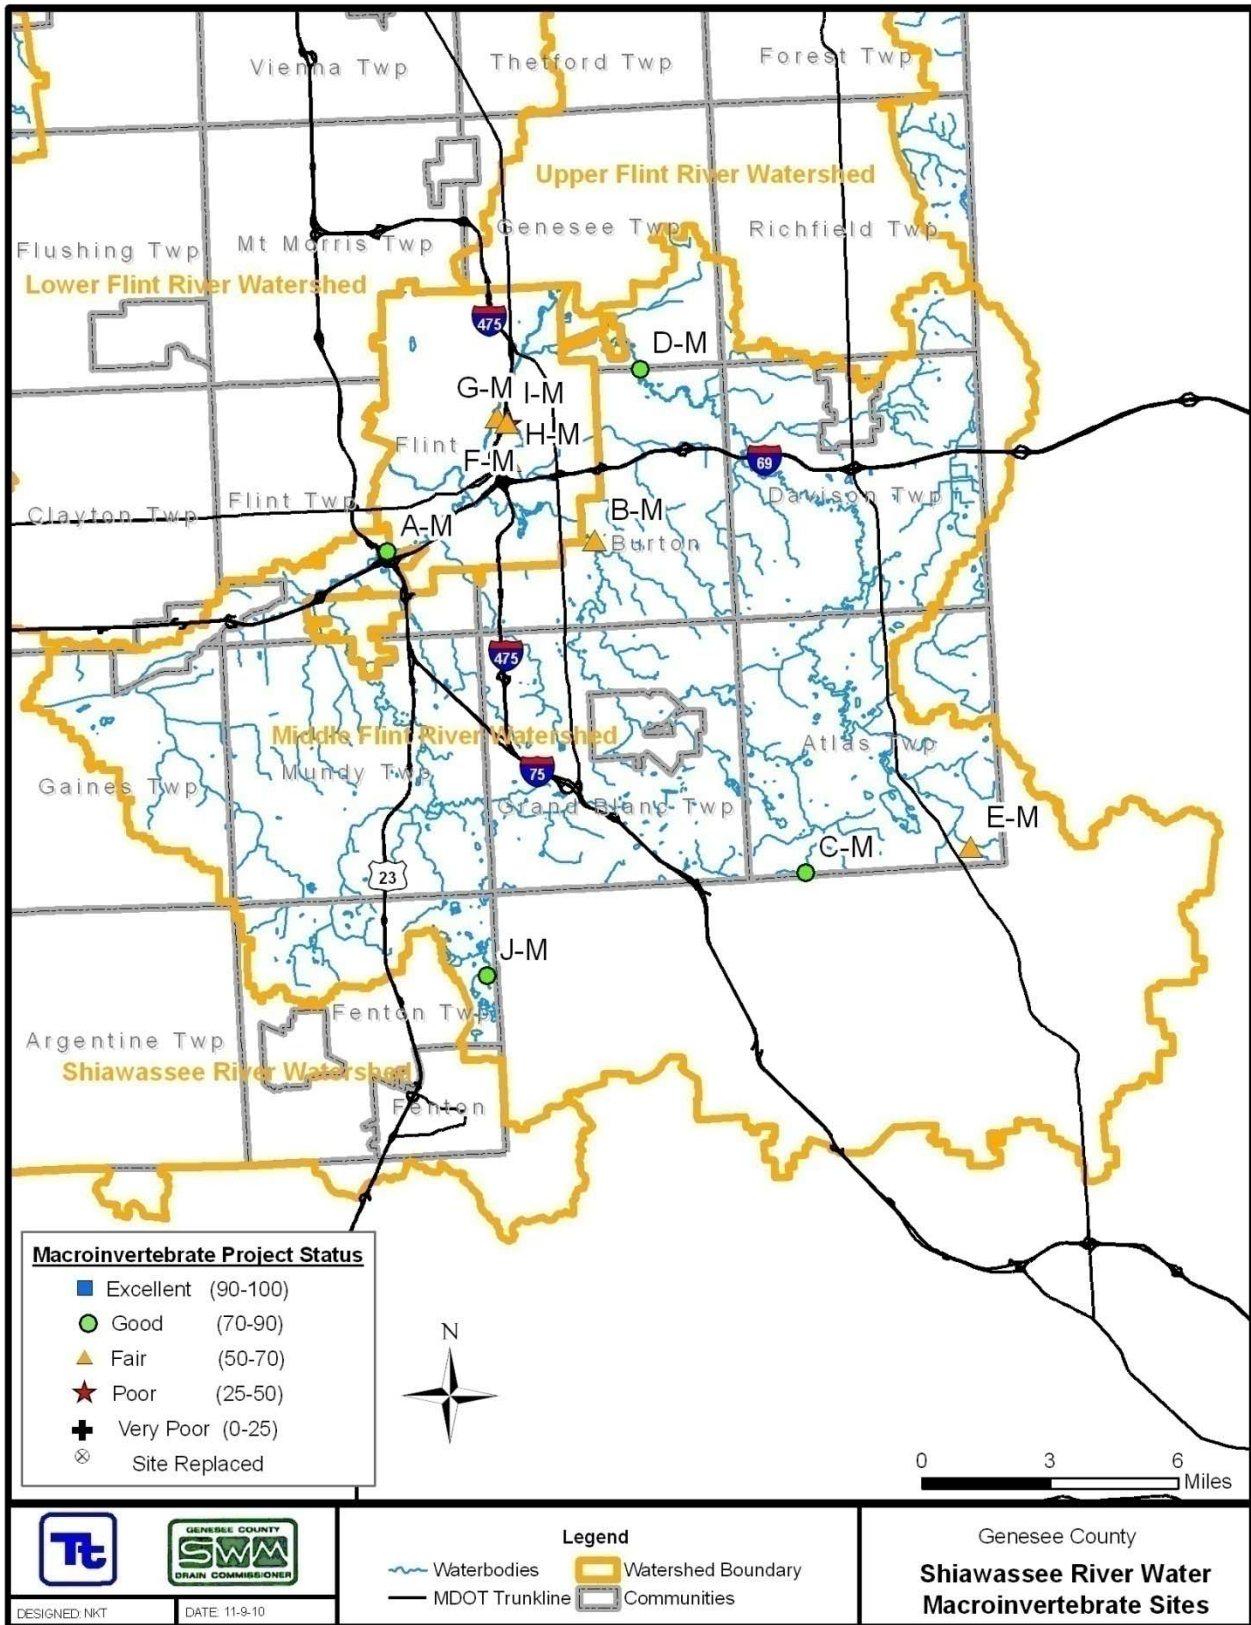 Vienna Twp
Thetford Twp
Forest Twp
Upper Flint River Watershed
Flushing Twp
Mt Morris Twp
Genesee Twp
Richfield Twp
Lower Flint River Watershed
475
D-M
G-M
I-M
H-M
Flint
F-M
69
Clayton Twp
Flint Twp
Davison Twp
A-M
B-M
Burton
475
Middle Flint River Watershed
Atlas Twp
Gaines Twp
Mundy Twp
75
Grand Blanc Twp
E-M
C-M
23
J-M
Fenton Twp
Argentine Twp
Shiawassee River Watershed
Fenton
Macroinvertebrate Project Status
Excellent (90-100)
Good (70-90)
Fair (50-70)
Poor (25-50)
Very Poor (0-25)
Site Replaced
N
0 3 6
Miles
Tt
GENESEE COUNTY
SWM
DRAIN COMMISSIONER
DESIGNED: NKT
DATE: 11-9-10
Legend
Waterbodies
Watershed Boundary
MDOT Trunkline
Communities
Genesee County
Shiawassee River Water
Macroinvertebrate Sites